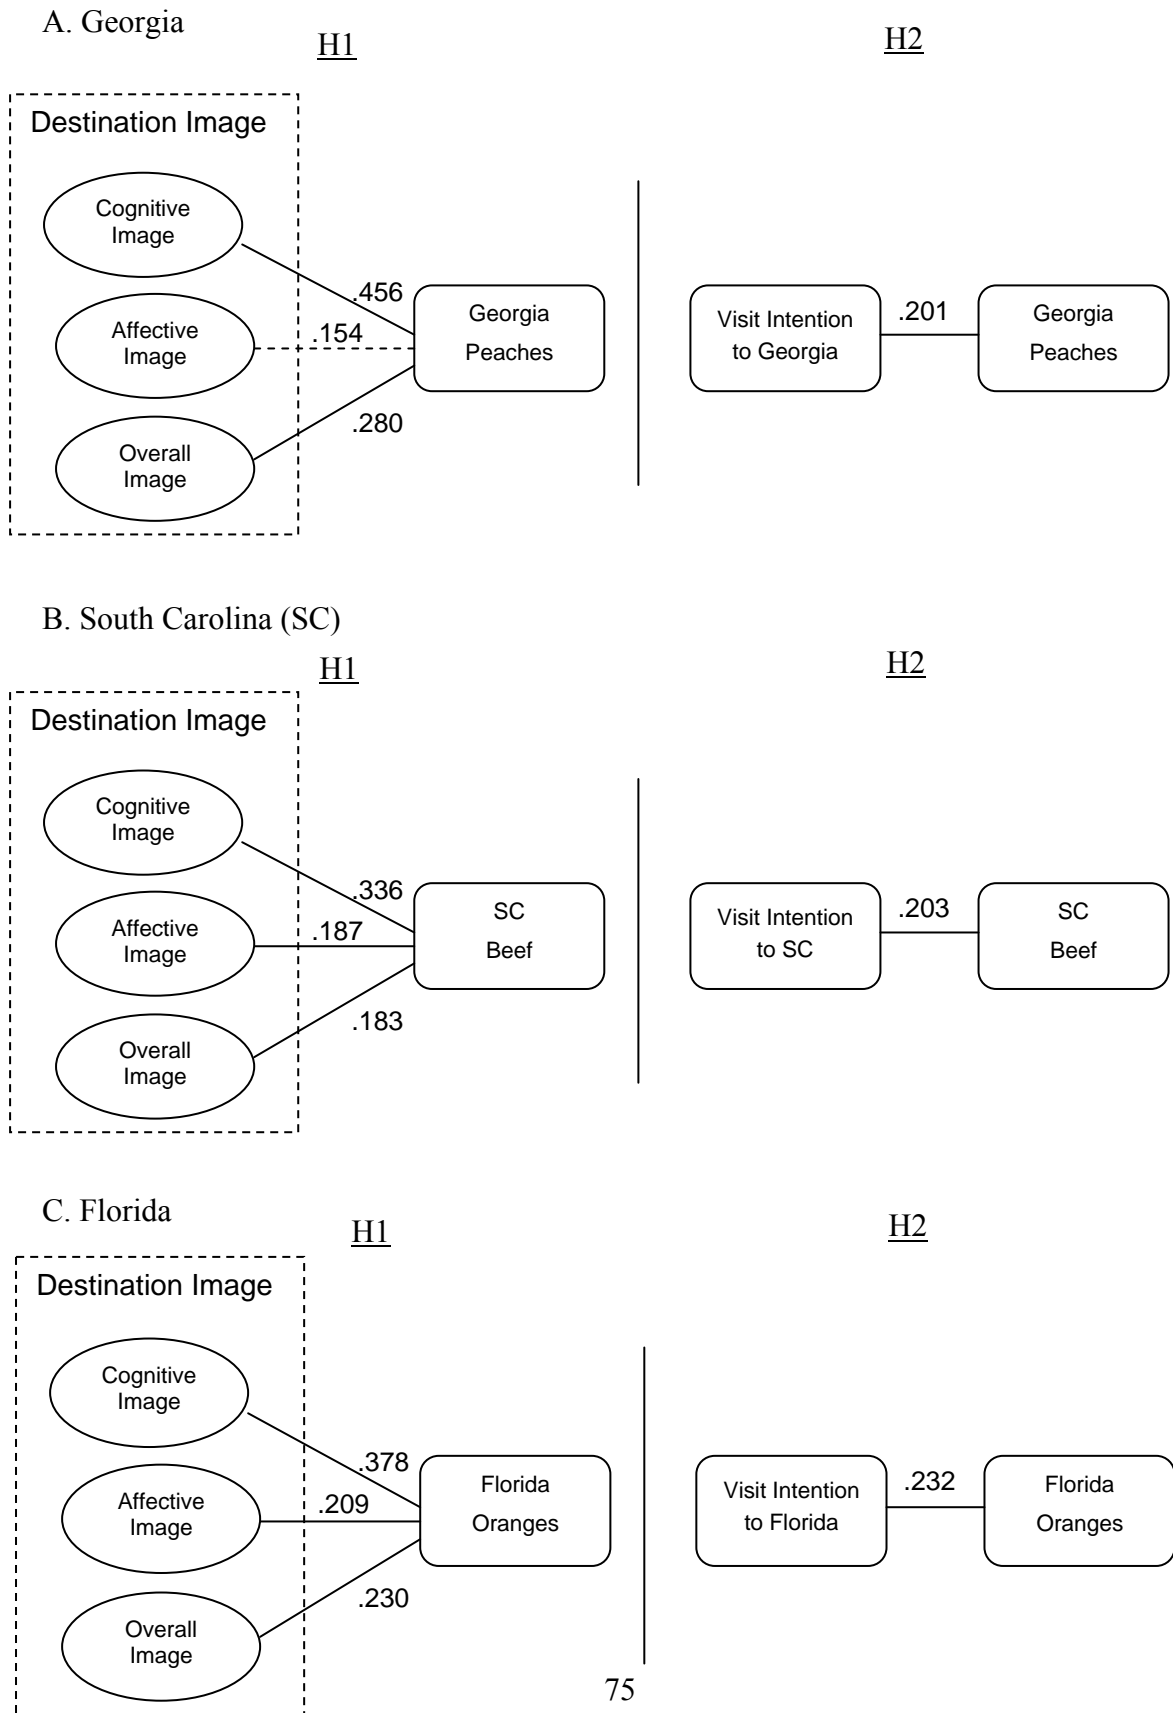 A. Georgia
H1
H2
Destination Image
Cognitive
Image
Affective
Image
Overall
Image
.456
.154
.280
Georgia
Peaches
Visit Intention
to Georgia
.201
Georgia
Peaches
B. South Carolina (SC)
H1
H2
Destination Image
Cognitive
Image
Affective
Image
Overall
Image
.336
.187
.183
SC
Beef
Visit Intention
to SC
.203
SC
Beef
C. Florida
H1
H2
Destination Image
Cognitive
Image
Affective
Image
Overall
Image
.378
.209
.230
Florida
Oranges
Visit Intention
to Florida
.232
Florida
Oranges
75